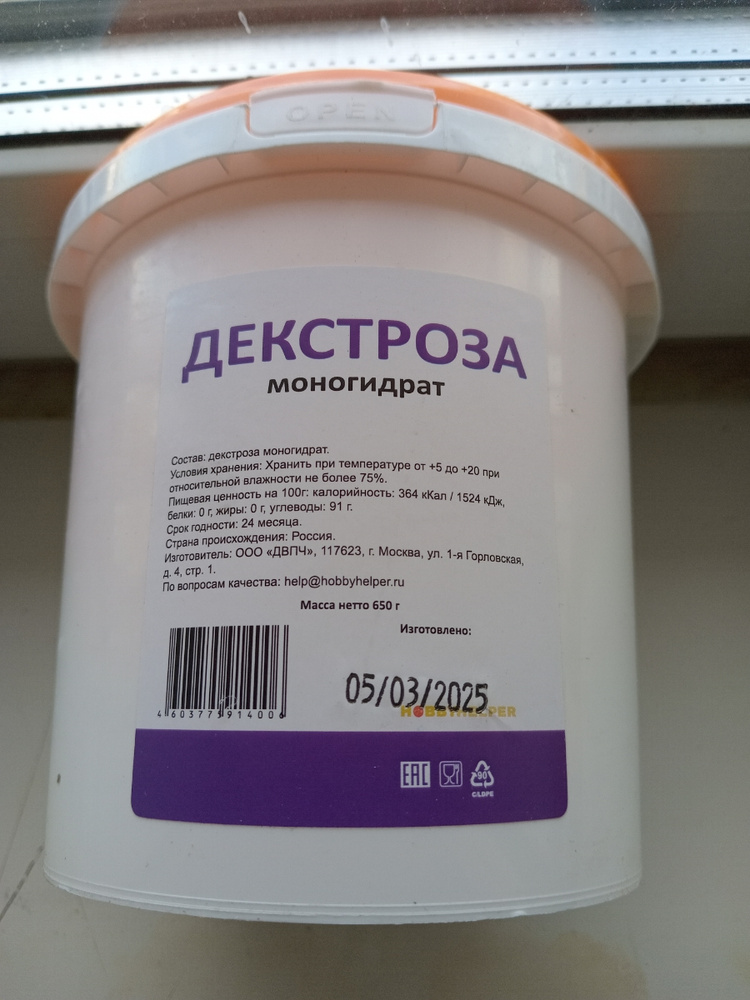 OPEN
ДЕКСТРОЗА
моногидрат
Состав: декстроза моногидрат.
Условия хранения: Хранить при температуре от +5 до +20 при
относительной влажности не более 75%.
Пищевая ценность на 100г: калорийность: 364 кКал / 1524 кДж,
белки: 0 г, жиры: 0 г, углеводы: 91 г.
Срок годности: 24 месяца.
Страна происхождения: Россия.
Изготовитель: ООО «ДВПЧ», 117623, г. Москва, ул. 1-я Горловская,
д. 4, стр. 1.
По вопросам качества: help@hobbyhelper.ru
Масса нетто 650 г
Изготовлено:
05/03/2025
HOBBYHELPER
EAC
90
C/LDPE